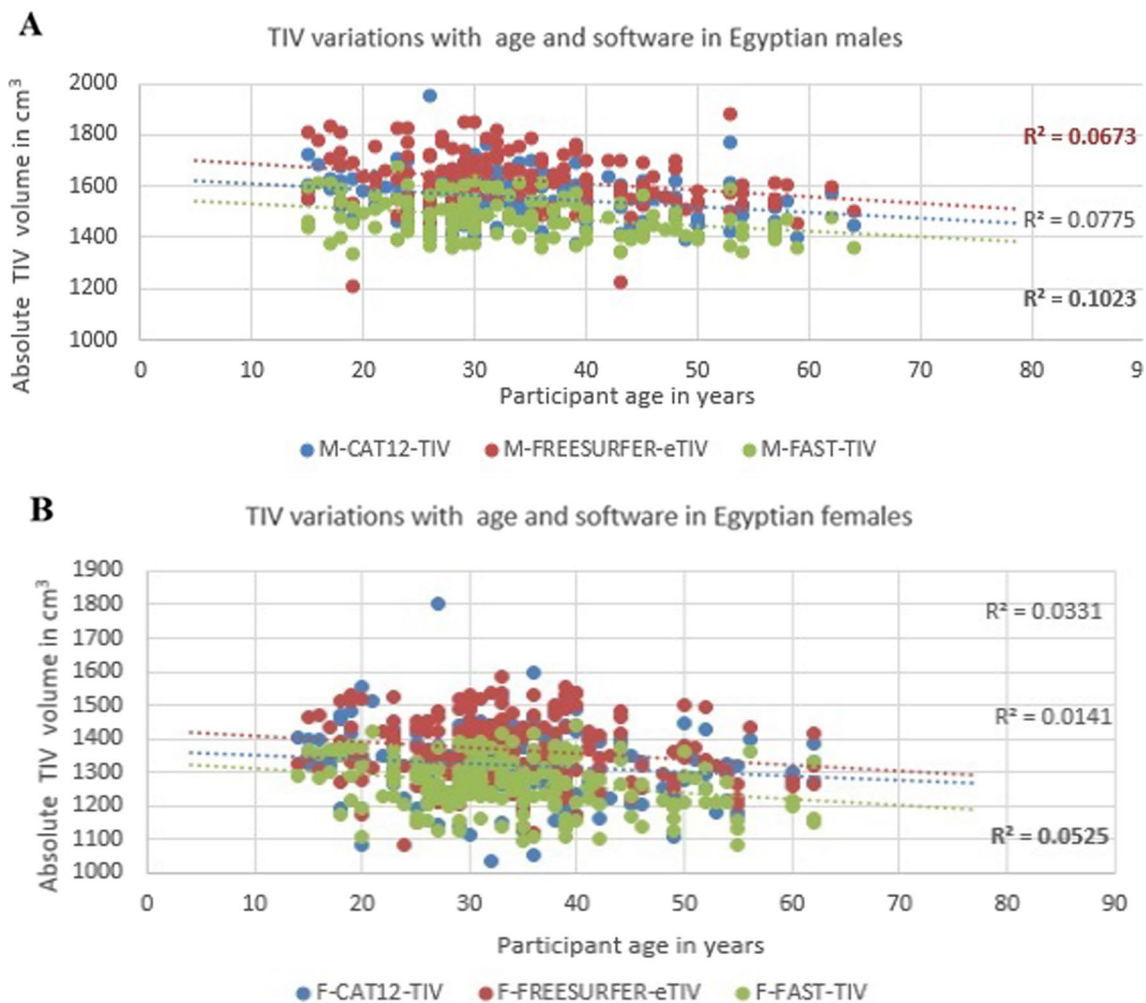 A
TIV variations with age and software in Egyptian males
Absolute TIV volume in cm³
2000
1800
1600
1400
1200
1000
R² = 0.0673
R² = 0.0775
R² = 0.1023
0 10 20 30 40 50 60 70 80 9
Participant age in years
M-CAT12-TIV M-FREESURFER-eTIV M-FAST-TIV
B
TIV variations with age and software in Egyptian females
Absolute TIV volume in cm³
1900
1800
1700
1600
1500
1400
1300
1200
1100
1000
R² = 0.0331
R² = 0.0141
R² = 0.0525
0 10 20 30 40 50 60 70 80 90
Participant age in years
F-CAT12-TIV F-FREESURFER-eTIV F-FAST-TIV